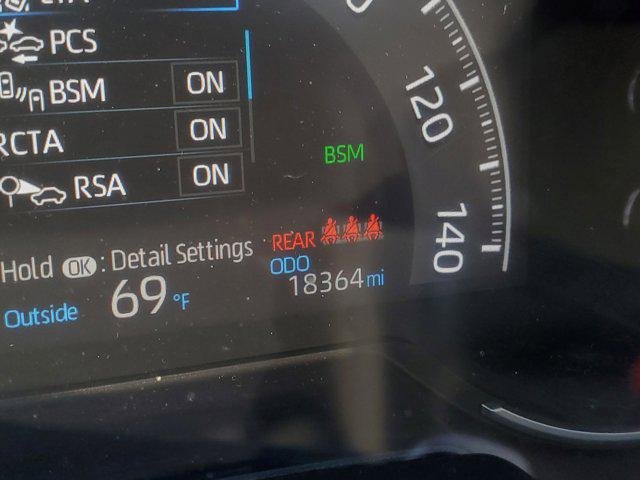 PCS
BSM ON
RCTA ON
RSA ON
Hold OK : Detail Settings
Outside 69 °F
120
BSM
140
REAR
ODO
18364 mi